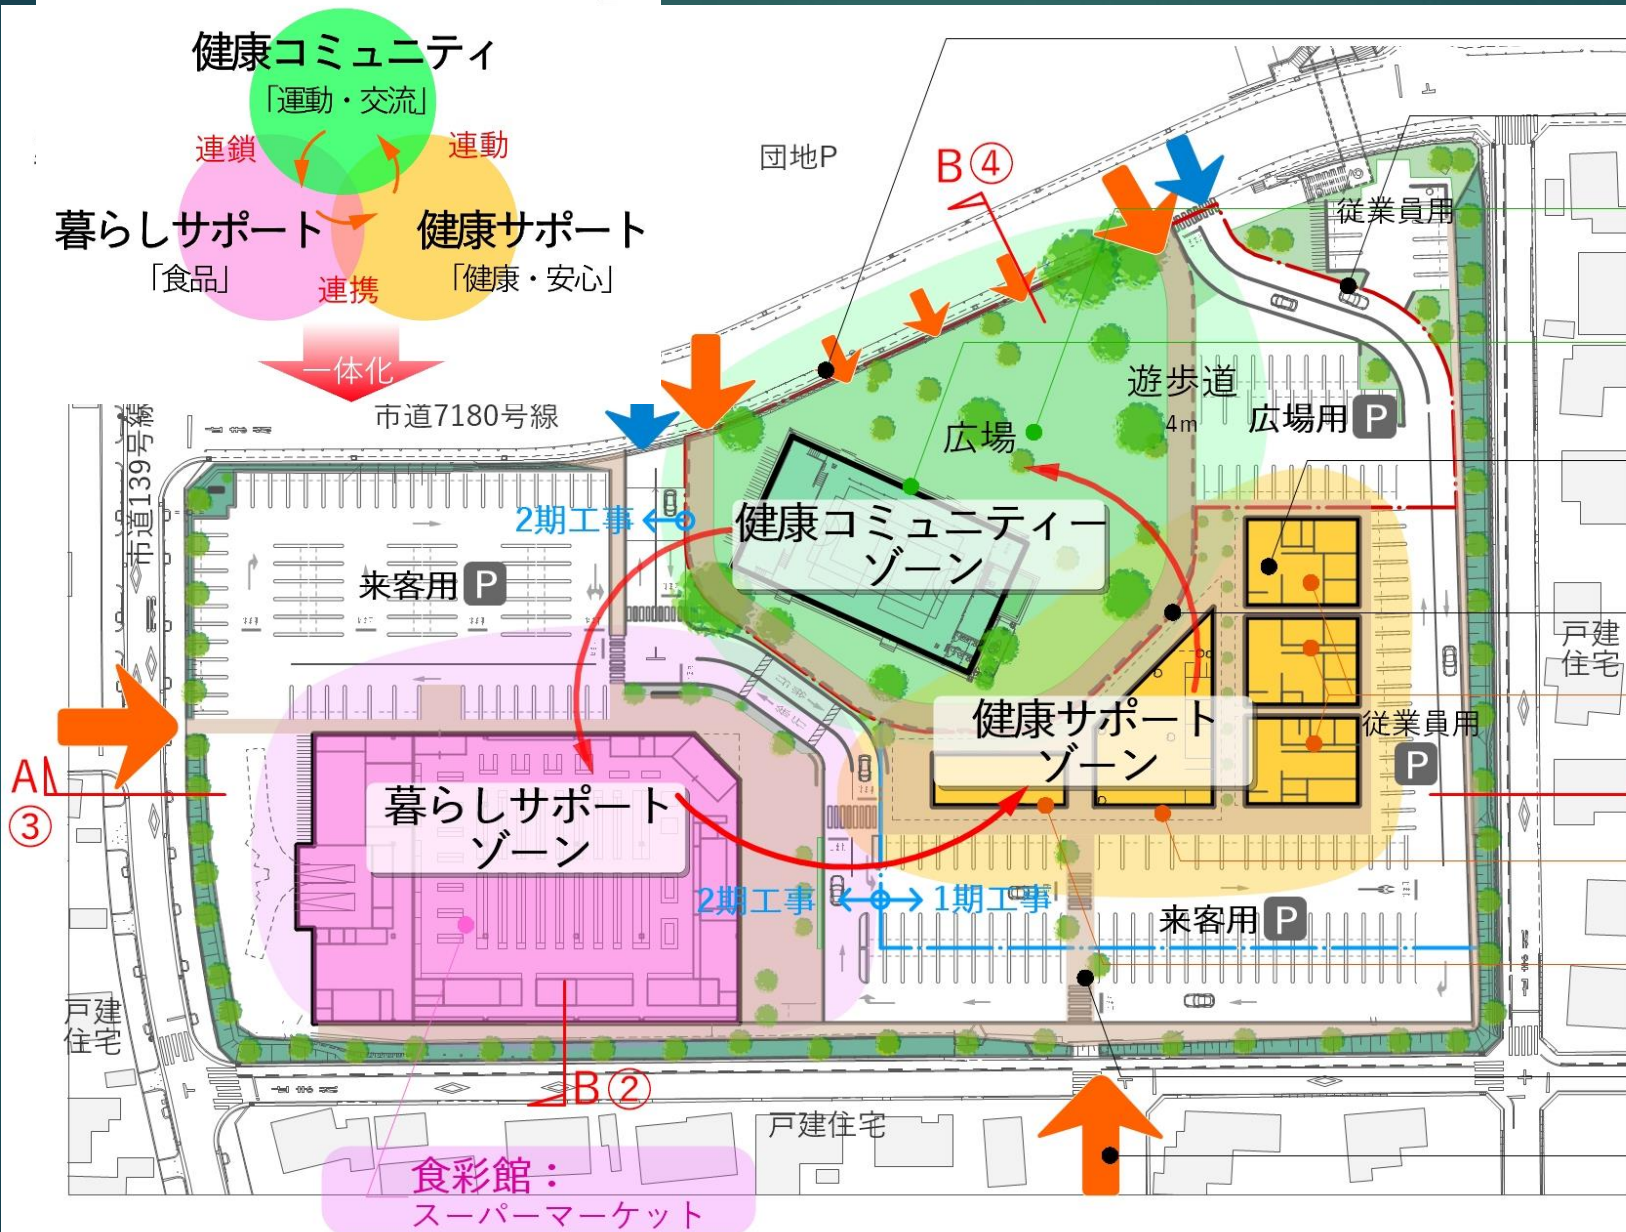 健康コミュニティ
「運動・交流」
連鎖
連動
暮らしサポート
「食品」
健康サポート
「健康・安心」
連携
一体化
団地P
B④
従業員用
市道7180号線
市道139号線
遊歩道
4m
広場用 P
広場
2期工事
健康コミュニティー
ゾーン
来客用 P
戸建
住宅
健康サポート
ゾーン
従業員用
P
A
③
暮らしサポート
ゾーン
2期工事
1期工事
来客用 P
戸建
住宅
B②
戸建住宅
食彩館：
スーパーマーケット